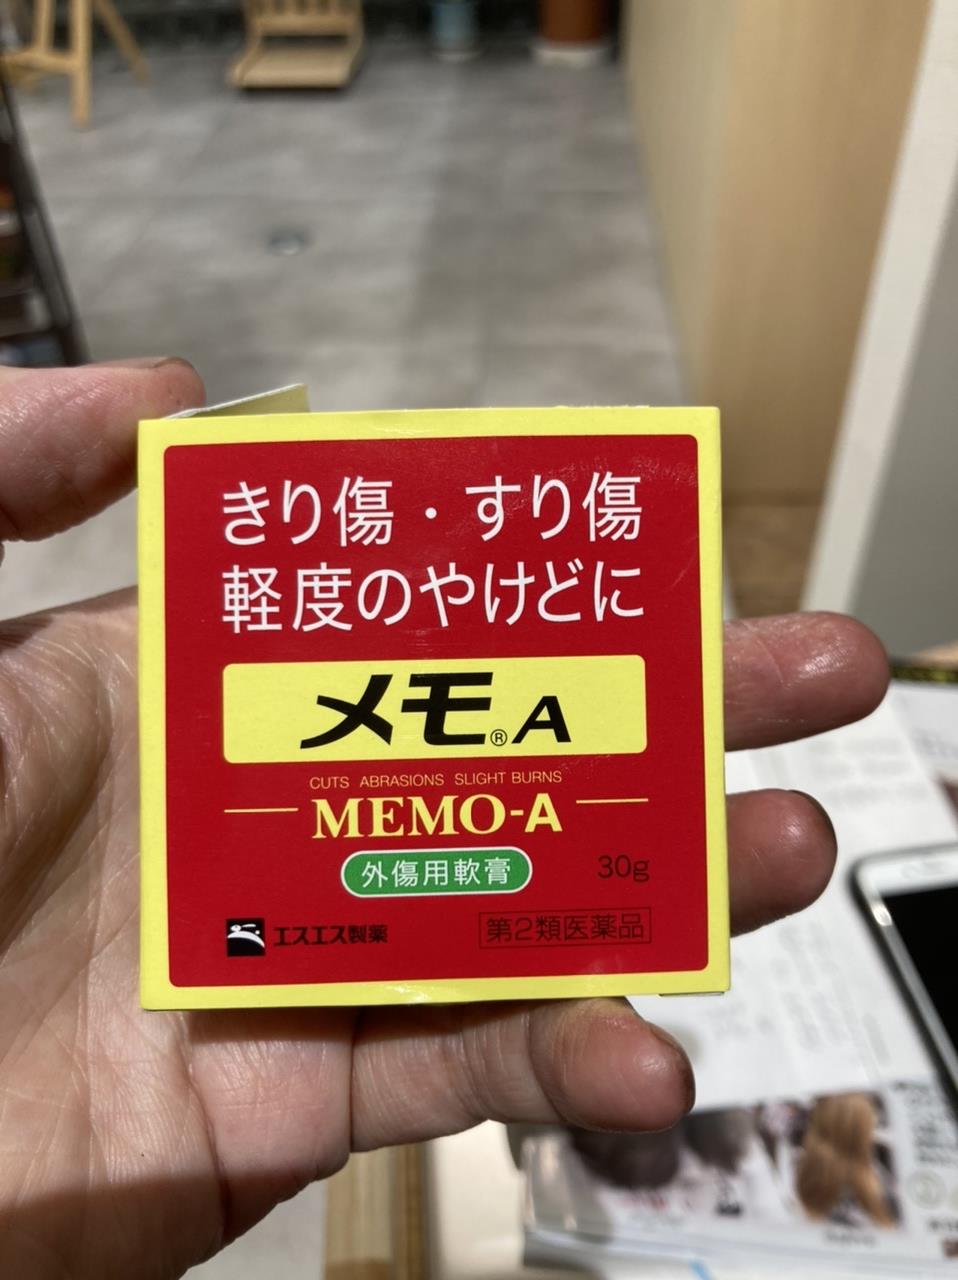 きり傷・すり傷
軽度のやけどに
メモ®A
CUTS ABRASIONS SLIGHT BURNS
MEMO-A
外傷用軟膏
30g
エスエス製薬
第2類医薬品